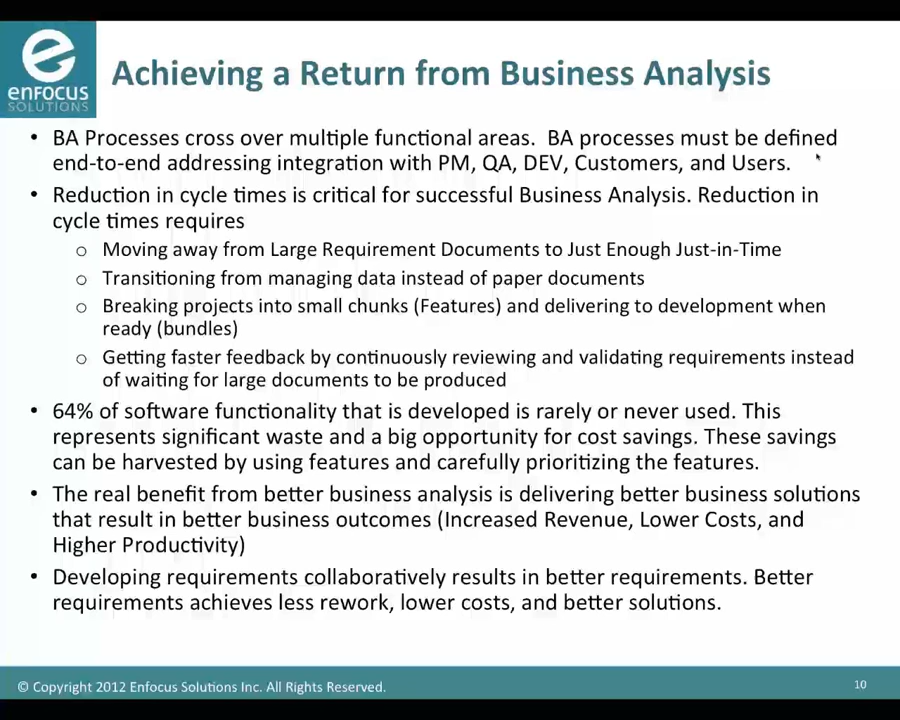 enfocus
SOLUTIONS
Achieving a Return from Business Analysis
• BA Processes cross over multiple functional areas.  BA processes must be defined
end-to-end addressing integration with PM, QA, DEV, Customers, and Users.
• Reduction in cycle times is critical for successful Business Analysis. Reduction in
cycle times requires
o Moving away from Large Requirement Documents to Just Enough Just-in-Time
o Transitioning from managing data instead of paper documents
o Breaking projects into small chunks (Features) and delivering to development when
ready (bundles)
o Getting faster feedback by continuously reviewing and validating requirements instead
of waiting for large documents to be produced
• 64% of software functionality that is developed is rarely or never used. This
represents significant waste and a big opportunity for cost savings. These savings
can be harvested by using features and carefully prioritizing the features.
• The real benefit from better business analysis is delivering better business solutions
that result in better business outcomes (Increased Revenue, Lower Costs, and
Higher Productivity)
• Developing requirements collaboratively results in better requirements. Better
requirements achieves less rework, lower costs, and better solutions.
© Copyright 2012 Enfocus Solutions Inc. All Rights Reserved.
10